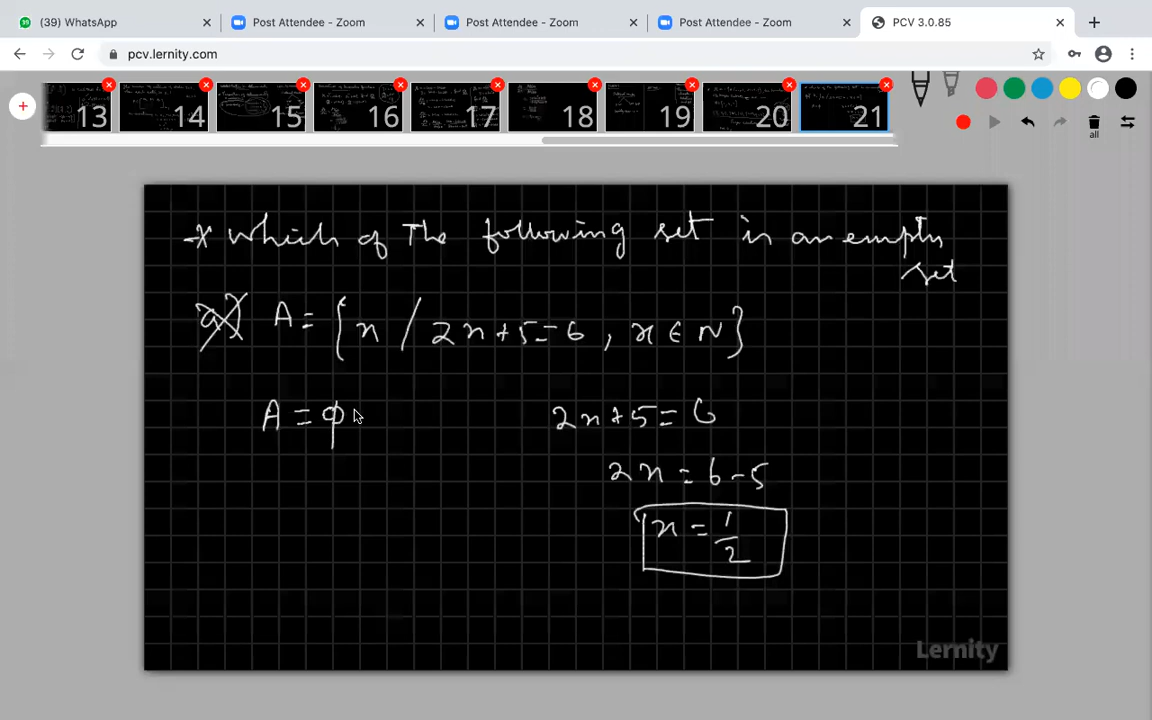 (39) WhatsApp
Post Attendee - Zoom
Post Attendee - Zoom
Post Attendee - Zoom
PCV 3.0.85
pcv.lernity.com
13
14
15
16
17
18
19
20
21
all
* which of The following set is an empty
set
a) A = {x / 2x+5=6, x ∈ N}
A = φ
2x+5 = 6
2x = 6-5
x = 1/2
Lernity